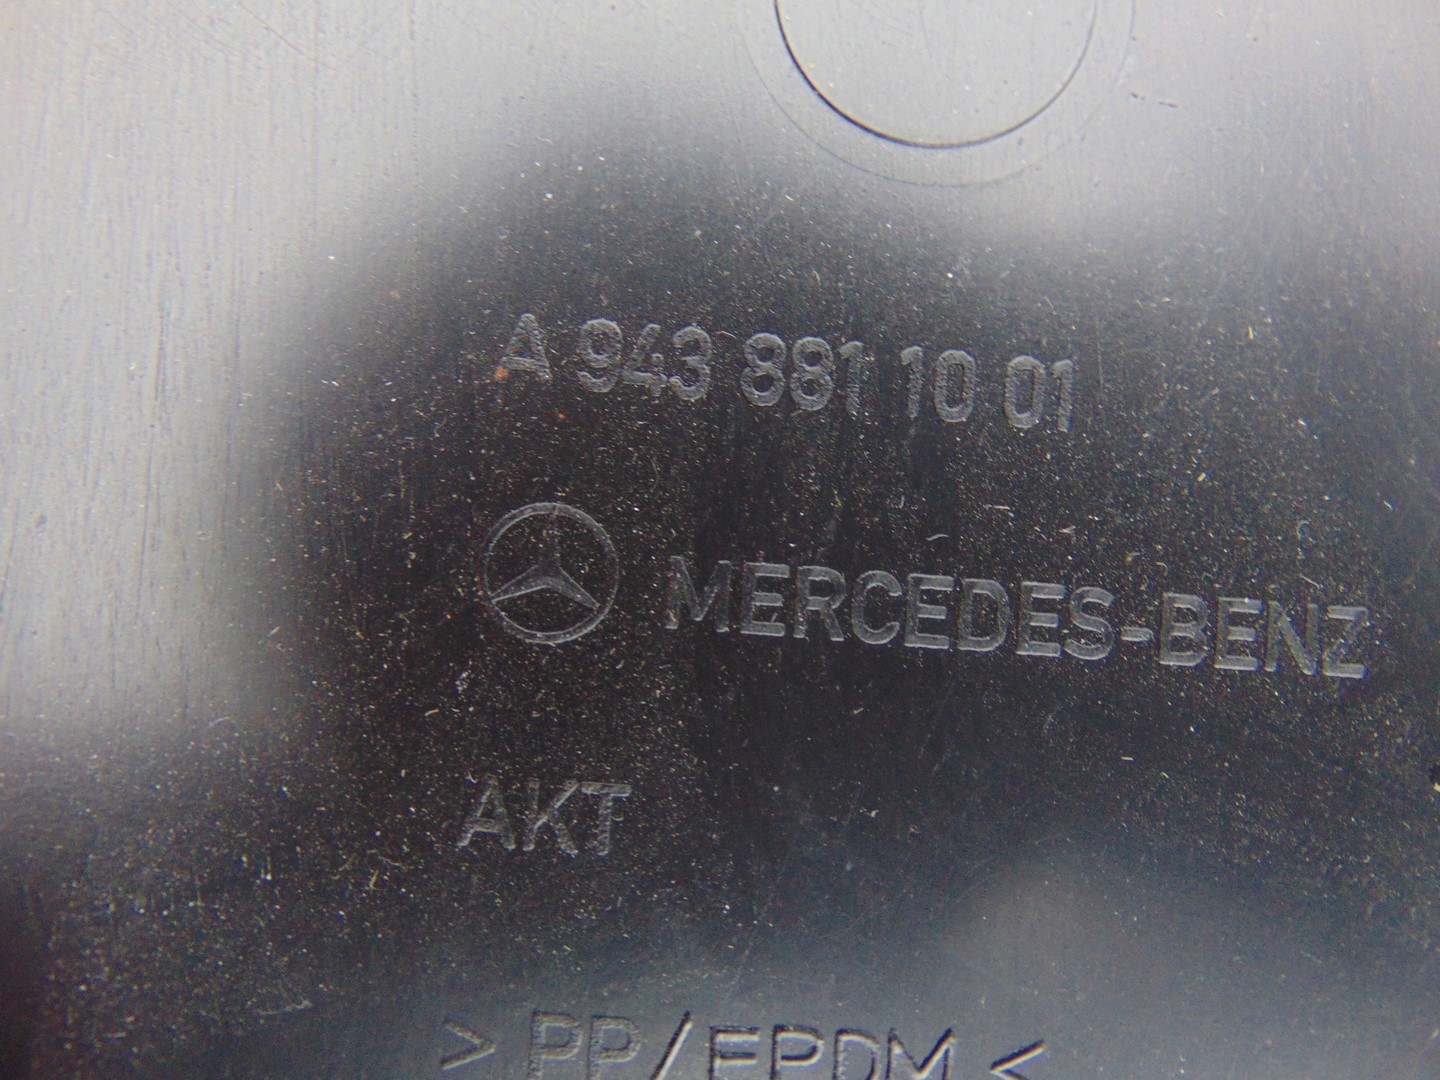 A 943 881 10 01
MERCEDES-BENZ
AKT
> PP/EPDM <